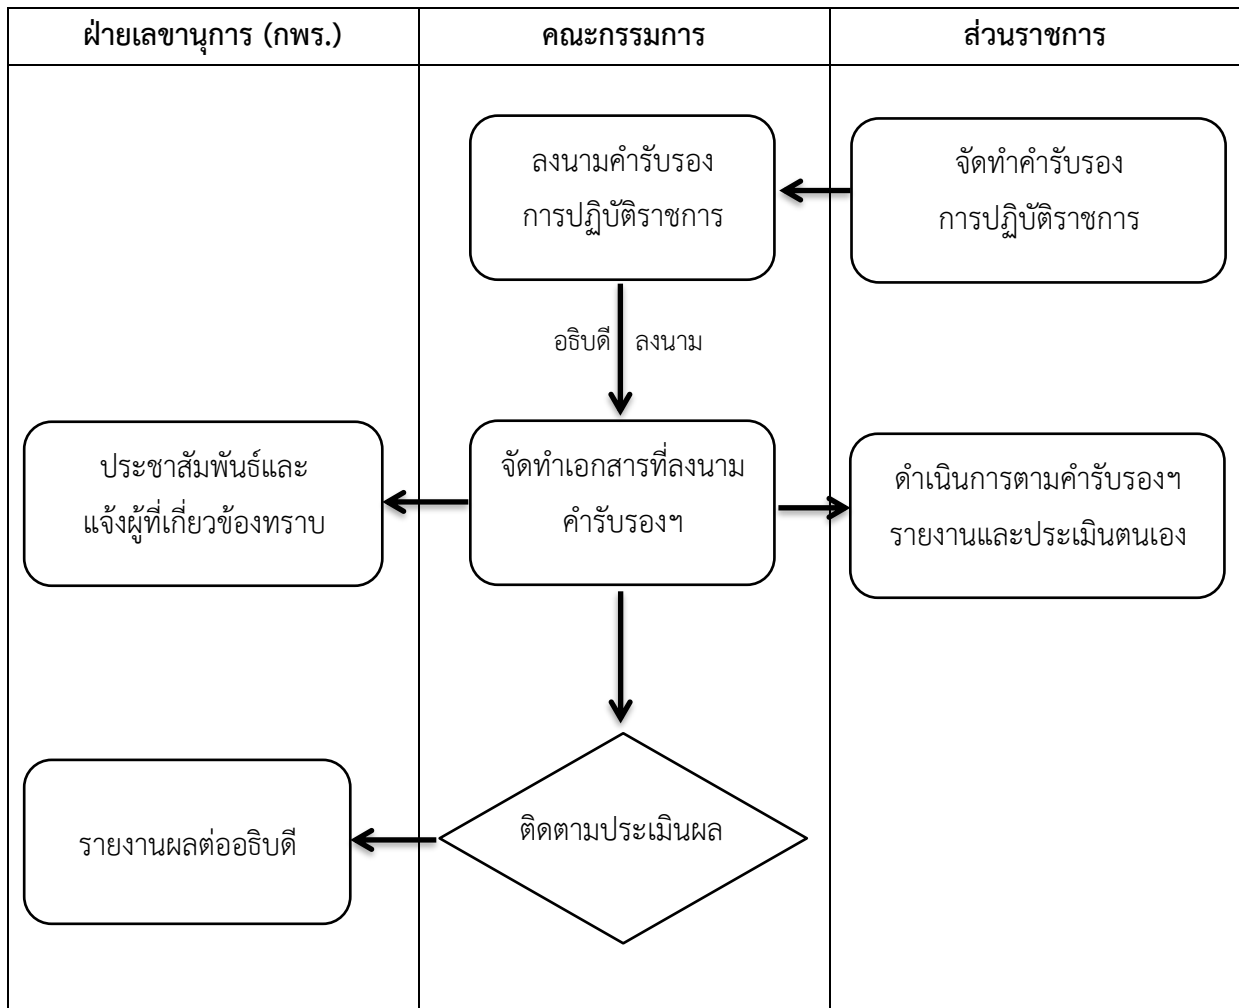 ฝ่ายเลขานุการ (กพร.)
คณะกรรมการ
ส่วนราชการ
ลงนามคำรับรอง
การปฏิบัติราชการ
จัดทำคำรับรอง
การปฏิบัติราชการ
อธิบดี ลงนาม
ประชาสัมพันธ์และ
แจ้งผู้ที่เกี่ยวข้องทราบ
จัดทำเอกสารที่ลงนาม
คำรับรองฯ
ดำเนินการตามคำรับรองฯ
รายงานและประเมินตนเอง
รายงานผลต่ออธิบดี
ติดตามประเมินผล